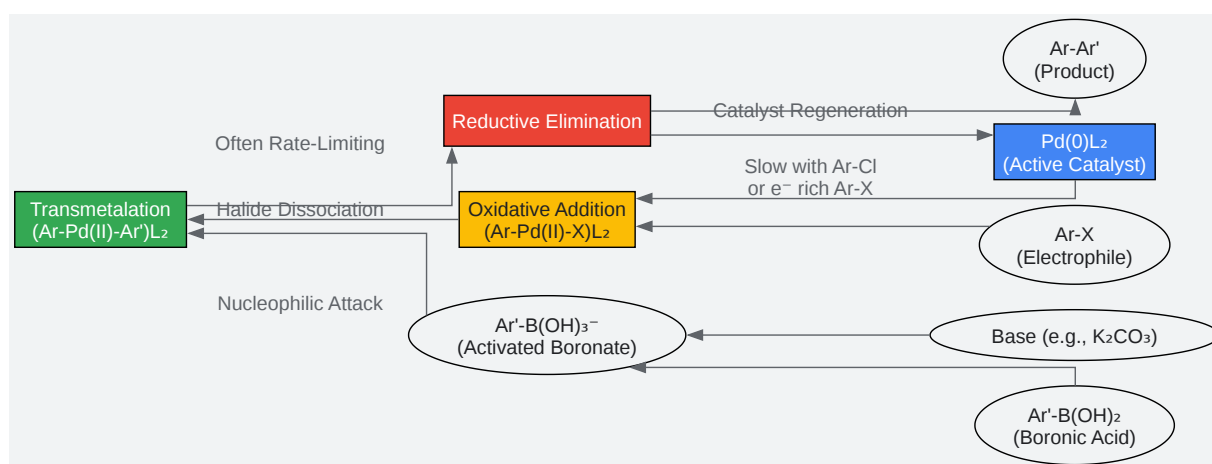 Ar-Ar'
(Product)
Catalyst Regeneration
Reductive Elimination
Pd(0)L₂
(Active Catalyst)
Often Rate-Limiting
Slow with Ar-Cl
or e⁻ rich Ar-X
Transmetalation
(Ar-Pd(II)-Ar')L₂
Halide Dissociation
Oxidative Addition
(Ar-Pd(II)-X)L₂
Ar-X
(Electrophile)
Nucleophilic Attack
Ar'-B(OH)₃⁻
(Activated Boronate)
Base (e.g., K₂CO₃)
Ar'-B(OH)₂
(Boronic Acid)